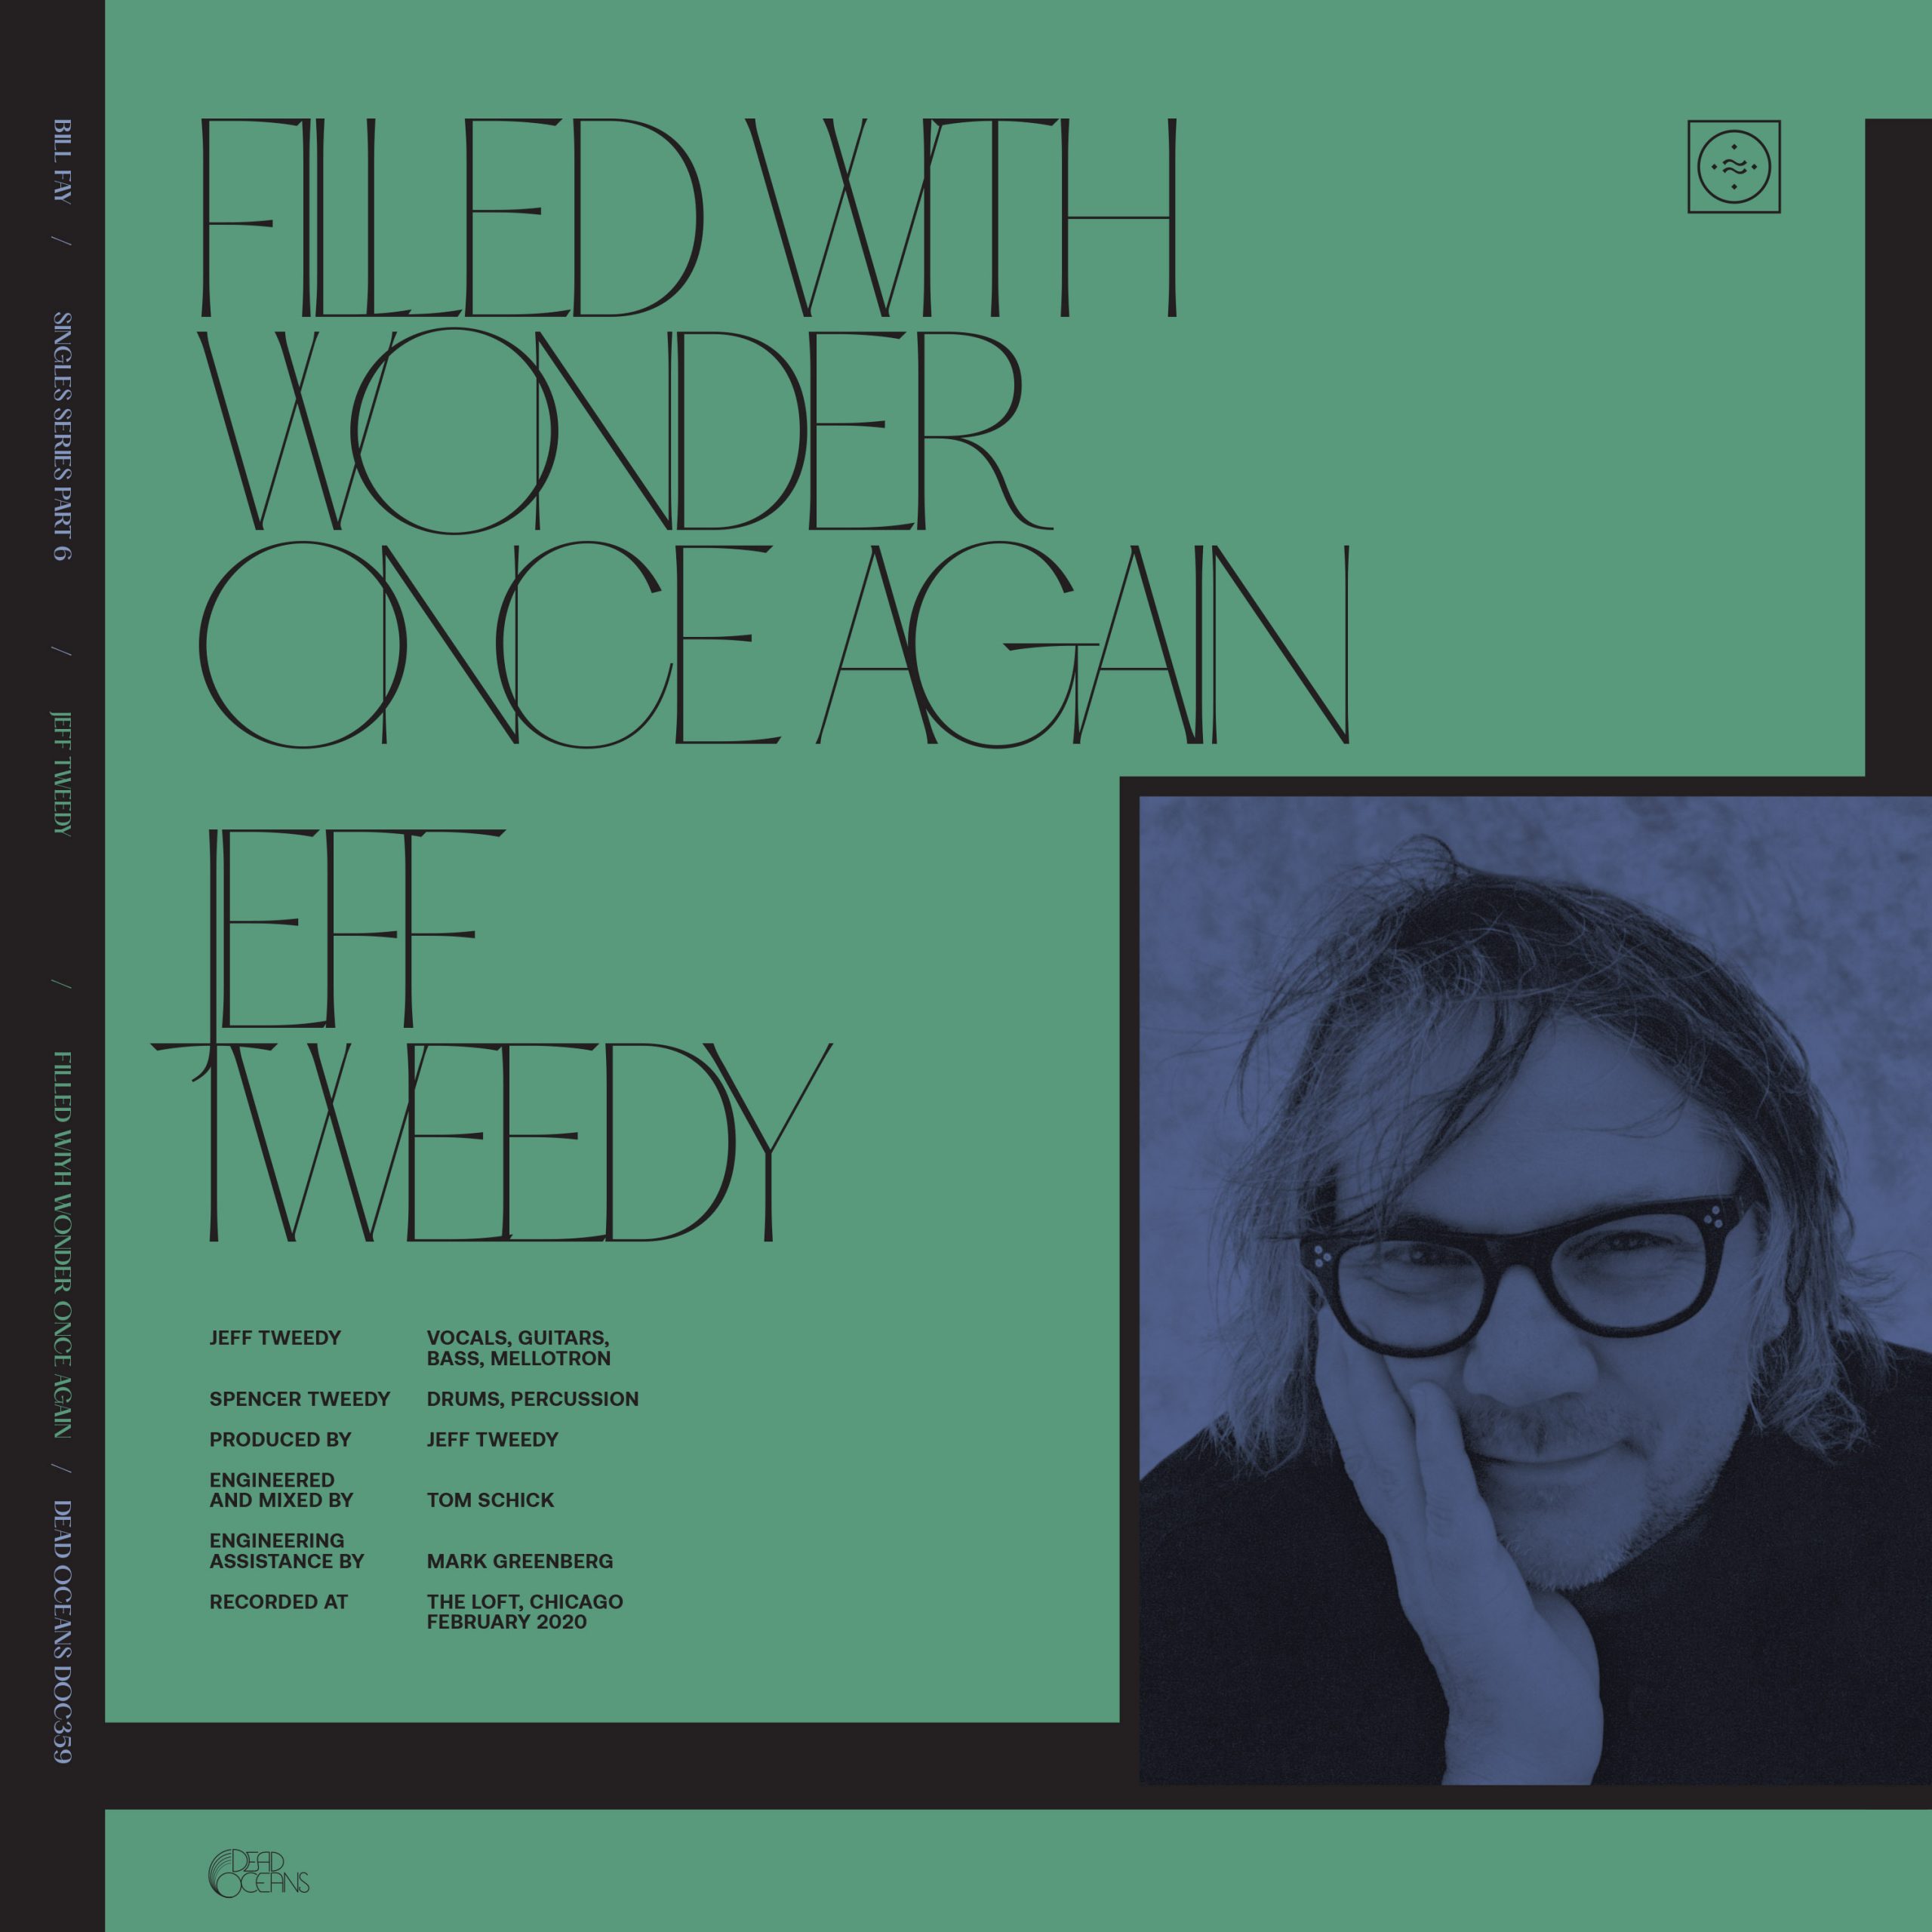 BILL FAY / SINGLES SERIES PART 6 / JEFF TWEEDY / FILLED WIYH WONDER ONCE AGAIN / DEAD OCEANS DOC359
FILLED WITH
WONDER
ONCE AGAIN
JEFF
TWEEDY
JEFF TWEEDY VOCALS, GUITARS,
BASS, MELLOTRON
SPENCER TWEEDY DRUMS, PERCUSSION
PRODUCED BY JEFF TWEEDY
ENGINEERED
AND MIXED BY TOM SCHICK
ENGINEERING
ASSISTANCE BY MARK GREENBERG
RECORDED AT THE LOFT, CHICAGO
FEBRUARY 2020
DEAD
OCEANS